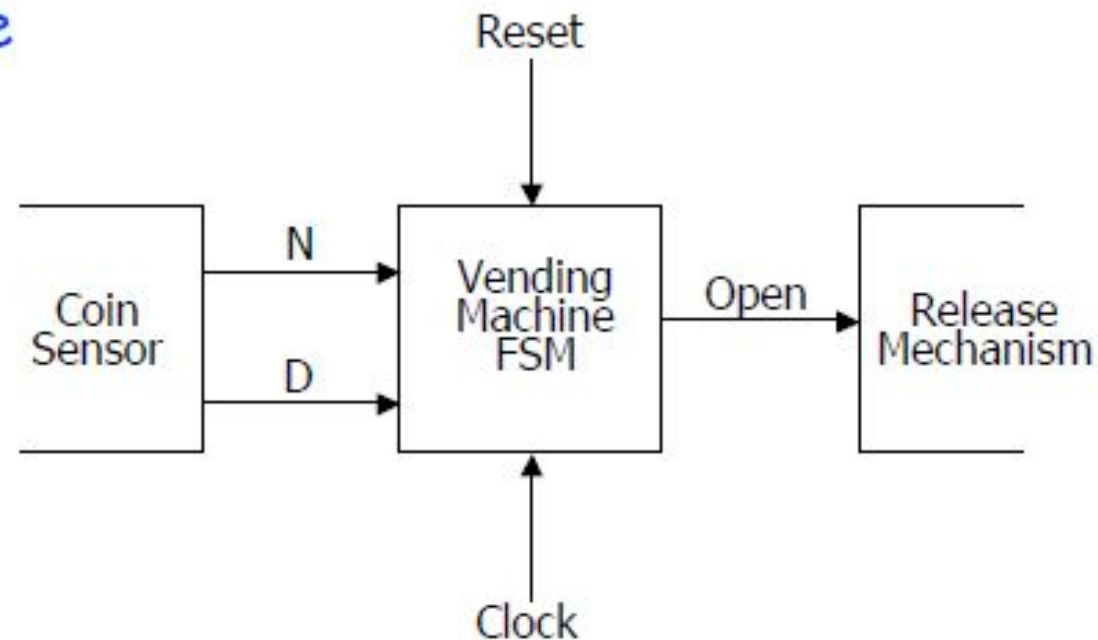 e
Reset
N
Vending
Machine
FSM
Open
Coin
Sensor
Release
Mechanism
D
Clock